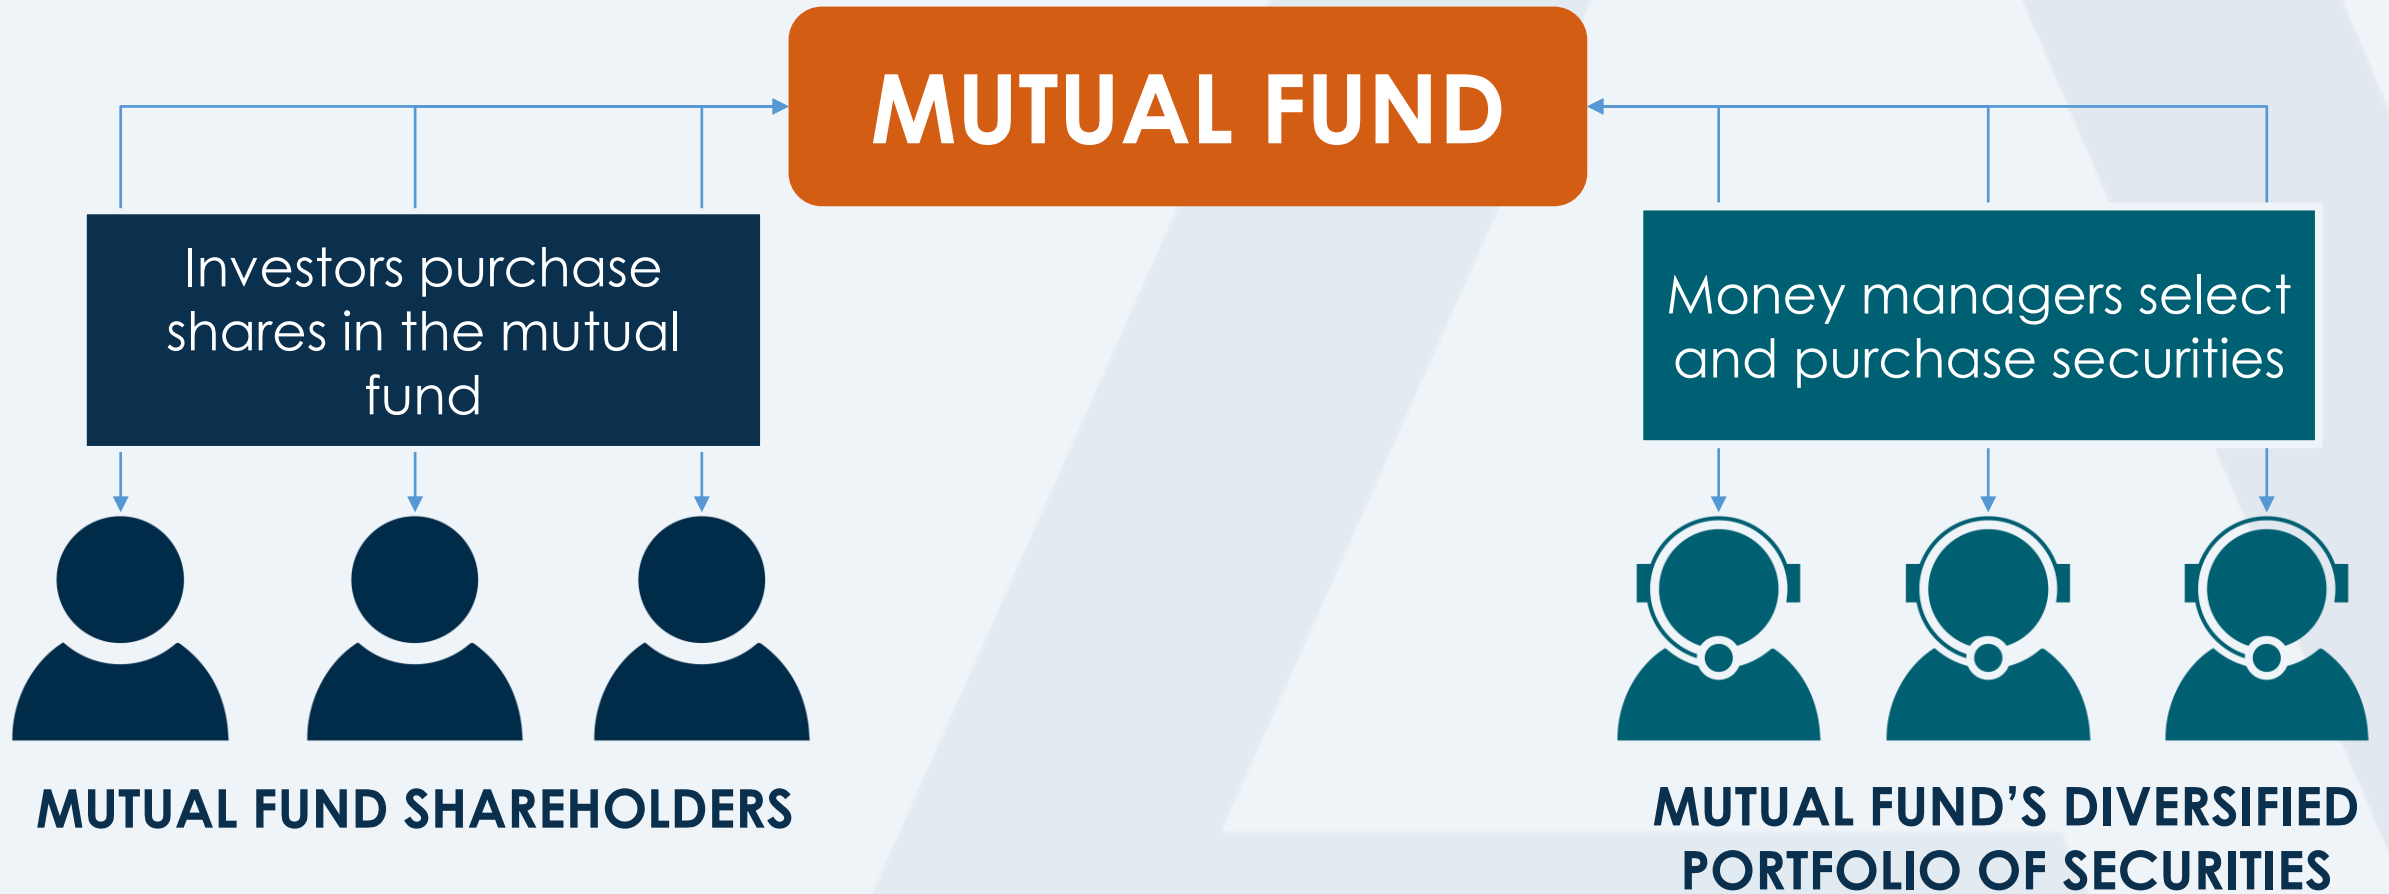 MUTUAL FUND
Investors purchase
shares in the mutual
fund
Money managers select
and purchase securities
MUTUAL FUND SHAREHOLDERS
MUTUAL FUND’S DIVERSIFIED
PORTFOLIO OF SECURITIES